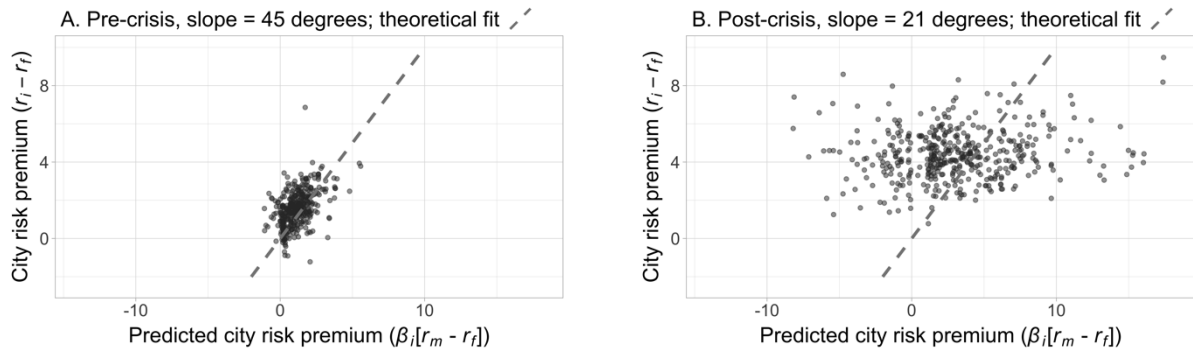 A. Pre-crisis, slope = 45 degrees; theoretical fit
City risk premium (r_i – r_f)
8
4
0
-10
0
10
Predicted city risk premium (β_i[r_m - r_f])
B. Post-crisis, slope = 21 degrees; theoretical fit
City risk premium (r_i – r_f)
8
4
0
-10
0
10
Predicted city risk premium (β_i[r_m - r_f])